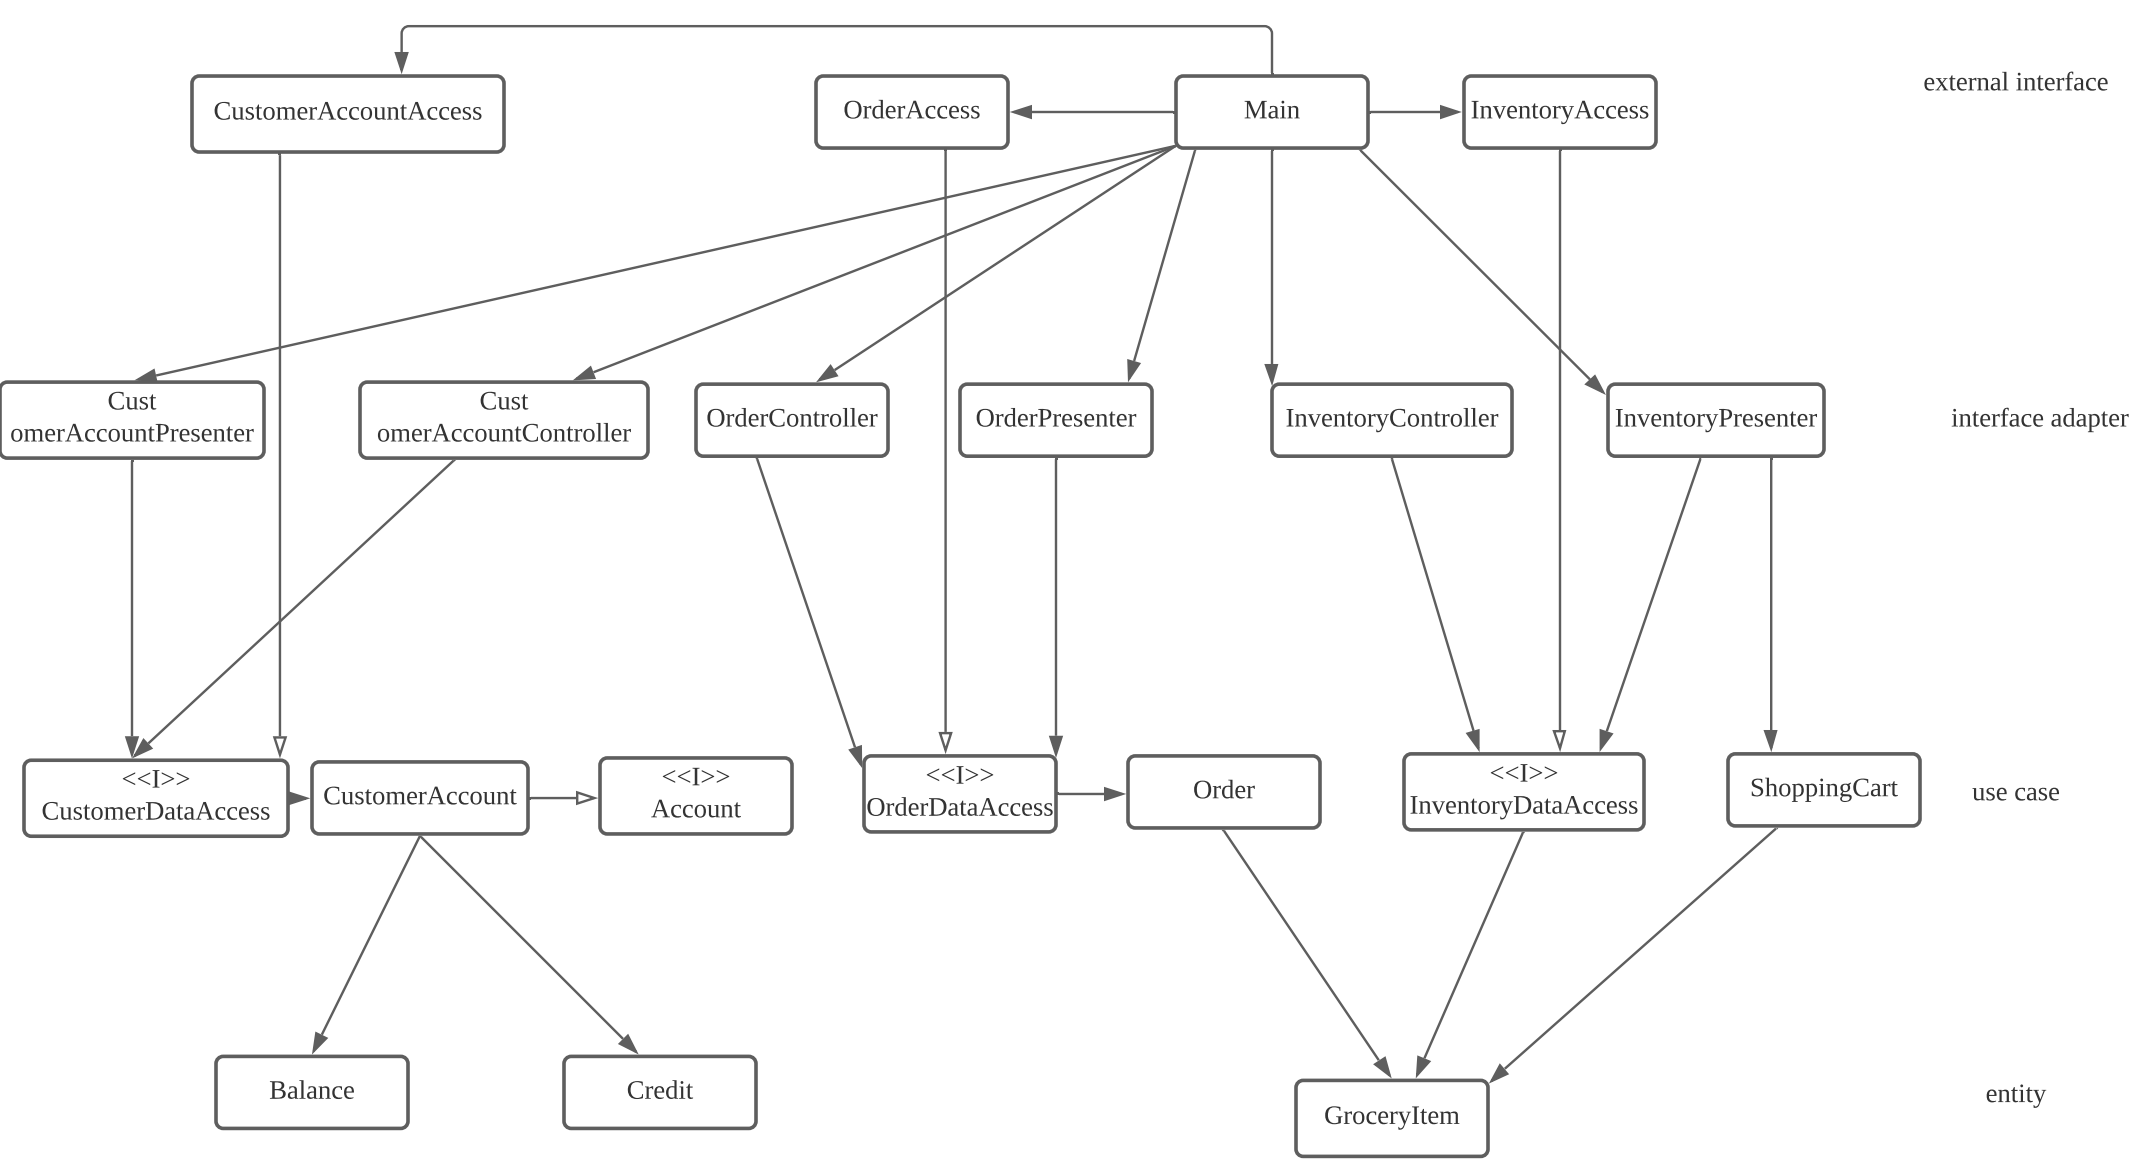 CustomerAccountAccess
OrderAccess
Main
InventoryAccess
external interface
Cust
omerAccountPresenter
Cust
omerAccountController
OrderController
OrderPresenter
InventoryController
InventoryPresenter
interface adapter
<<I>>
CustomerDataAccess
CustomerAccount
<<I>>
Account
<<I>>
OrderDataAccess
Order
<<I>>
InventoryDataAccess
ShoppingCart
use case
Balance
Credit
GroceryItem
entity